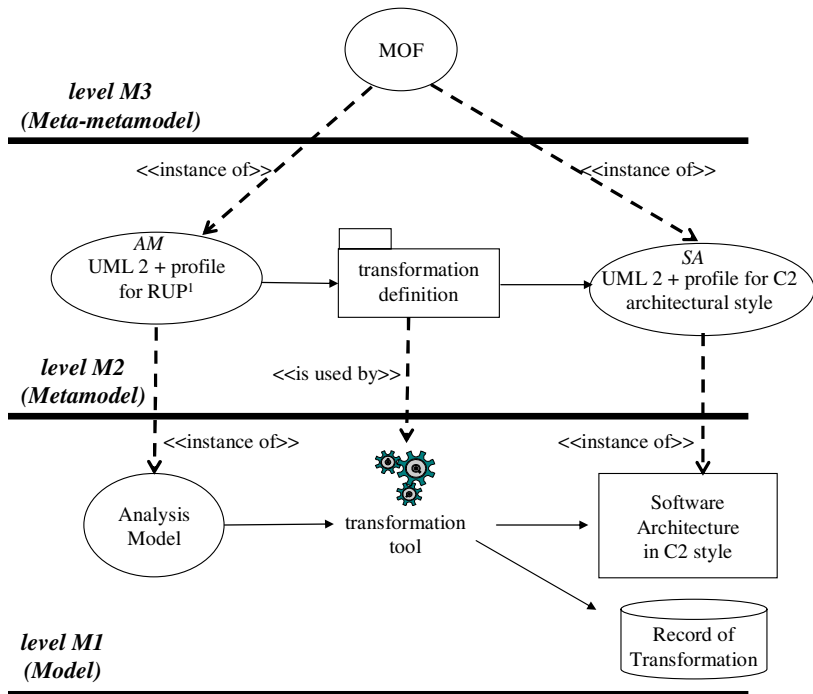 MOF
level M3
(Meta-metamodel)
<<instance of>>
<<instance of>>
AM
UML 2 + profile
for RUP¹
transformation
definition
SA
UML 2 + profile for C2
architectural style
level M2
(Metamodel)
<<is used by>>
<<instance of>>
<<instance of>>
Analysis
Model
transformation
tool
Software
Architecture
in C2 style
Record of
Transformation
level M1
(Model)